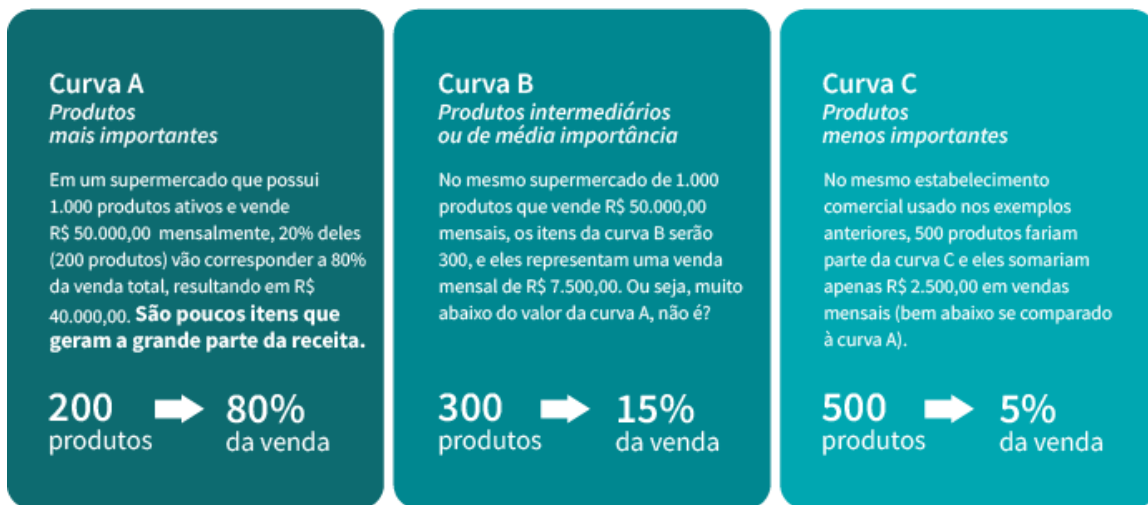 Curva A
Produtos
mais importantes
Em um supermercado que possui
1.000 produtos ativos e vende
R$ 50.000,00 mensalmente, 20% deles
(200 produtos) vão corresponder a 80%
da venda total, resultando em R$
40.000,00. São poucos itens que
geram a grande parte da receita.
200
produtos
80%
da venda
Curva B
Produtos intermediários
ou de média importância
No mesmo supermercado de 1.000
produtos que vende R$ 50.000,00
mensais, os itens da curva B serão
300, e eles representam uma venda
mensal de R$ 7.500,00. Ou seja, muito
abaixo do valor da curva A, não é?
300
produtos
15%
da venda
Curva C
Produtos
menos importantes
No mesmo estabelecimento
comercial usado nos exemplos
anteriores, 500 produtos fariam
parte da curva C e eles somariam
apenas R$ 2.500,00 em vendas
mensais (bem abaixo se comparado
à curva A).
500
produtos
5%
da venda